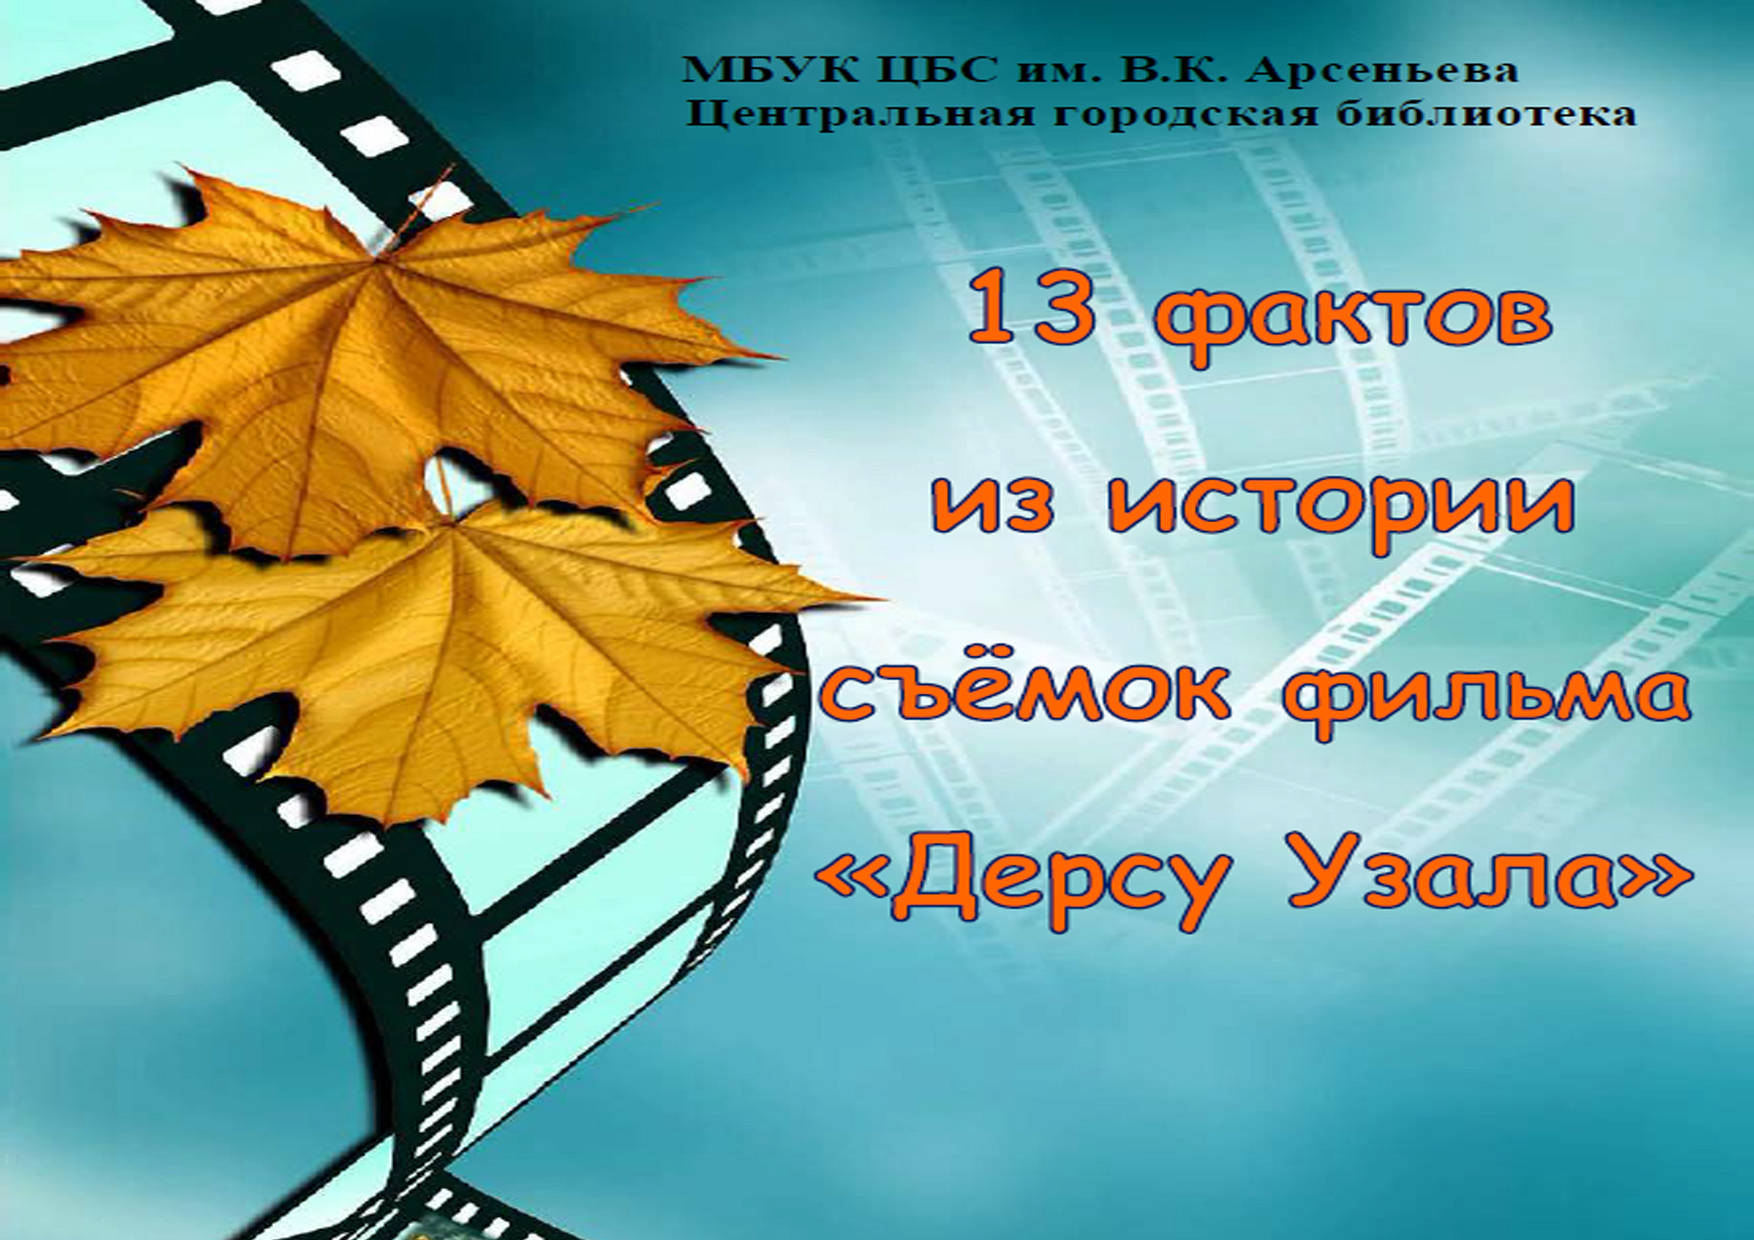 МБУК ЦБС им. В.К. Арсеньева
Центральная городская библиотека
13 фактов
из истории
съёмок фильма
«Дерсу Узала»